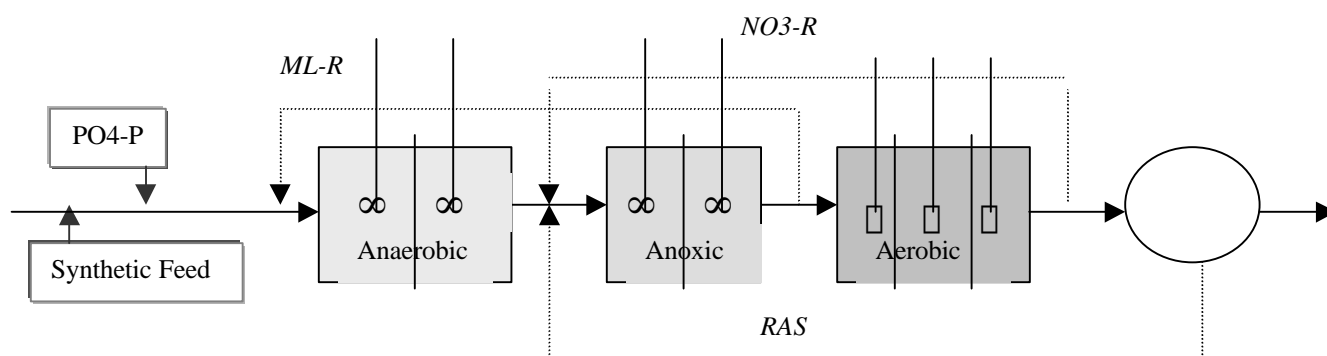 NO3-R
ML-R
PO4-P
Synthetic Feed
Anaerobic
Anoxic
Aerobic
RAS